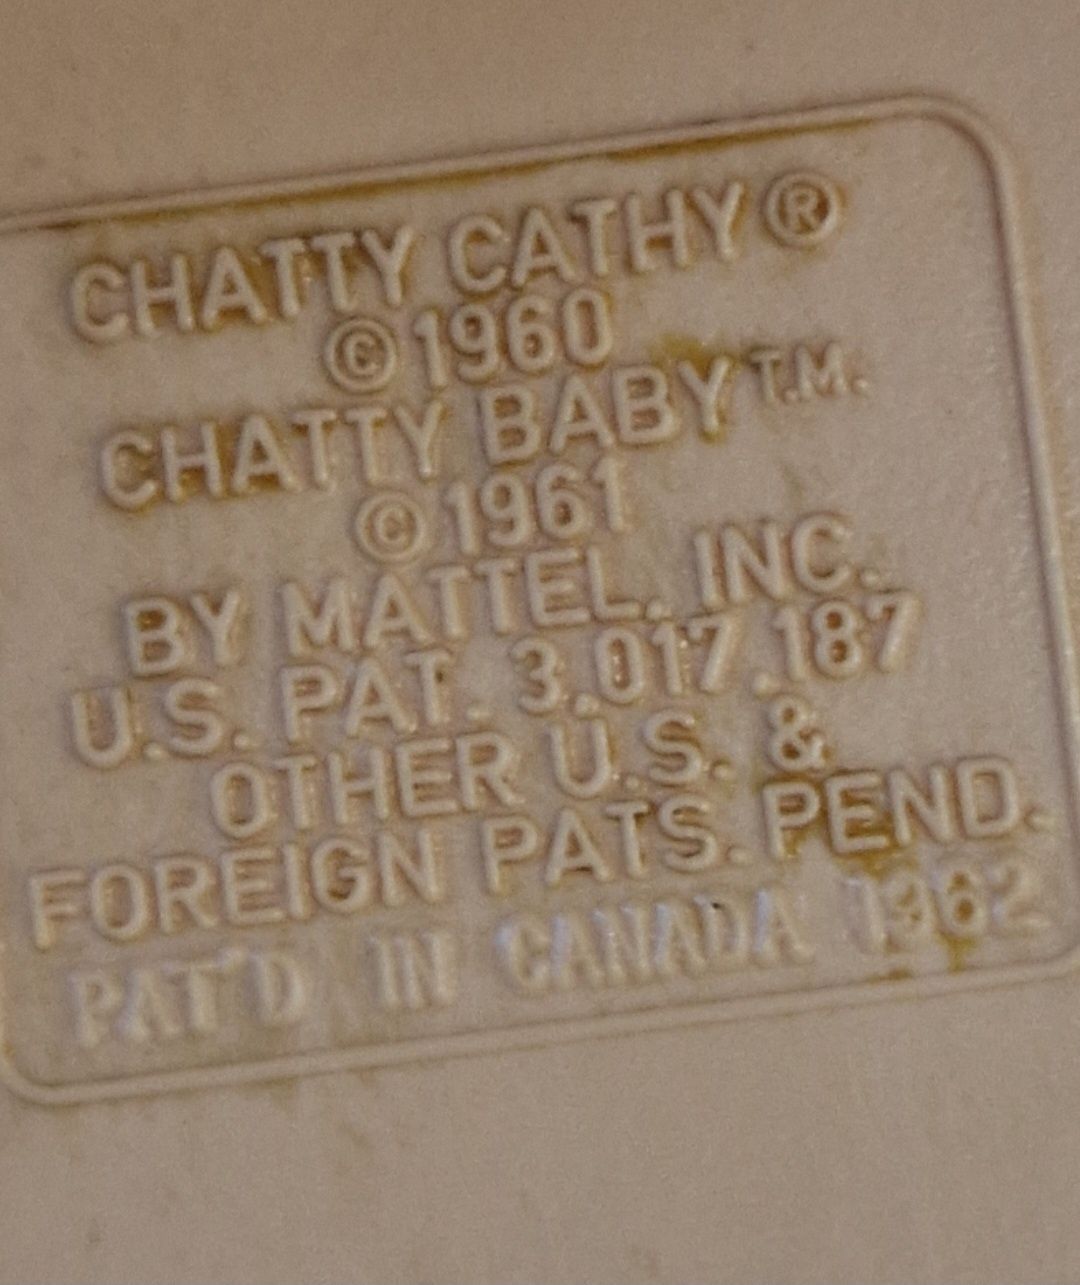 CHATTY CATHY®
©1960
CHATTY BABY T.M.
©1961
BY MATTEL, INC.
U.S. PAT. 3,017,187
OTHER U.S. &
FOREIGN PATS. PEND.
PAT'D IN CANADA 1962